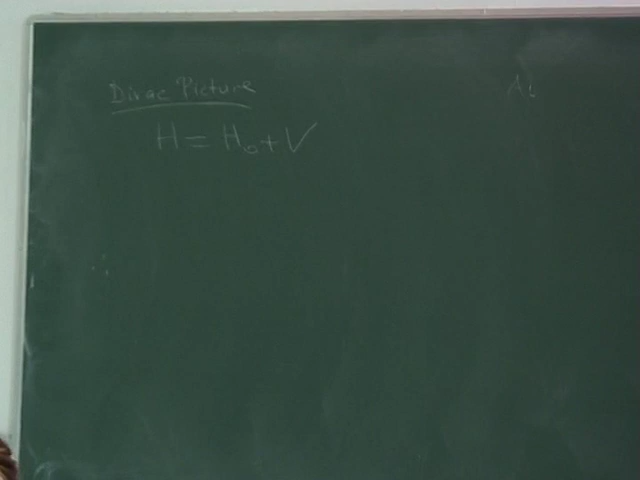 Dirac Picture
H = H₀ + V